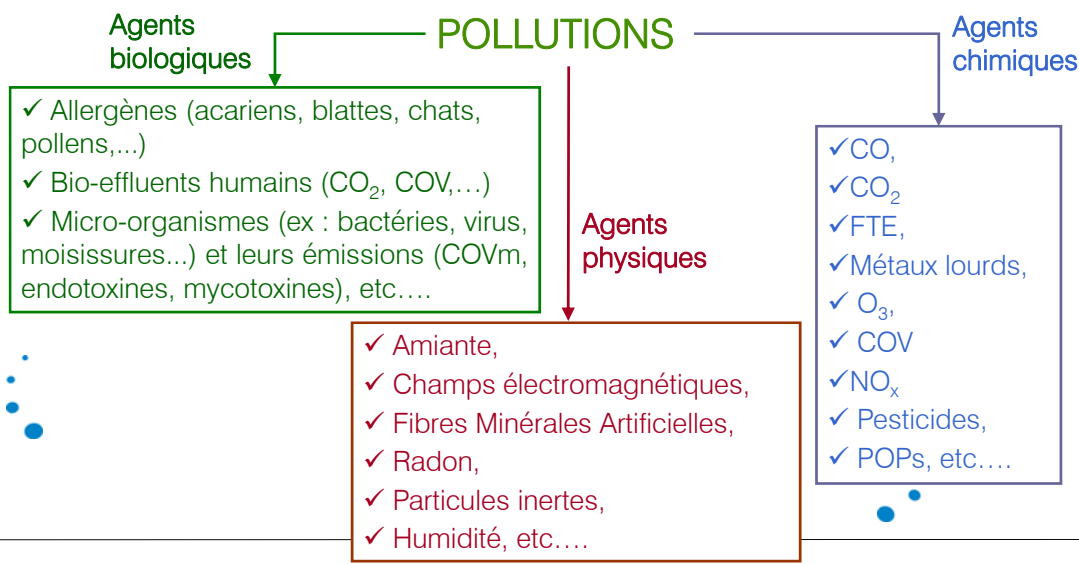 POLLUTIONS
Agents
biologiques
✓ Allergènes (acariens, blattes, chats,
pollens,...)
✓ Bio-effluents humains (CO₂, COV,…)
✓ Micro-organismes (ex : bactéries, virus,
moisissures...) et leurs émissions (COVm,
endotoxines, mycotoxines), etc….
Agents
physiques
✓ Amiante,
✓ Champs électromagnétiques,
✓ Fibres Minérales Artificielles,
✓ Radon,
✓ Particules inertes,
✓ Humidité, etc….
Agents
chimiques
✓CO,
✓CO₂
✓FTE,
✓Métaux lourds,
✓ O₃,
✓ COV
✓NOₓ
✓ Pesticides,
✓ POPs, etc….